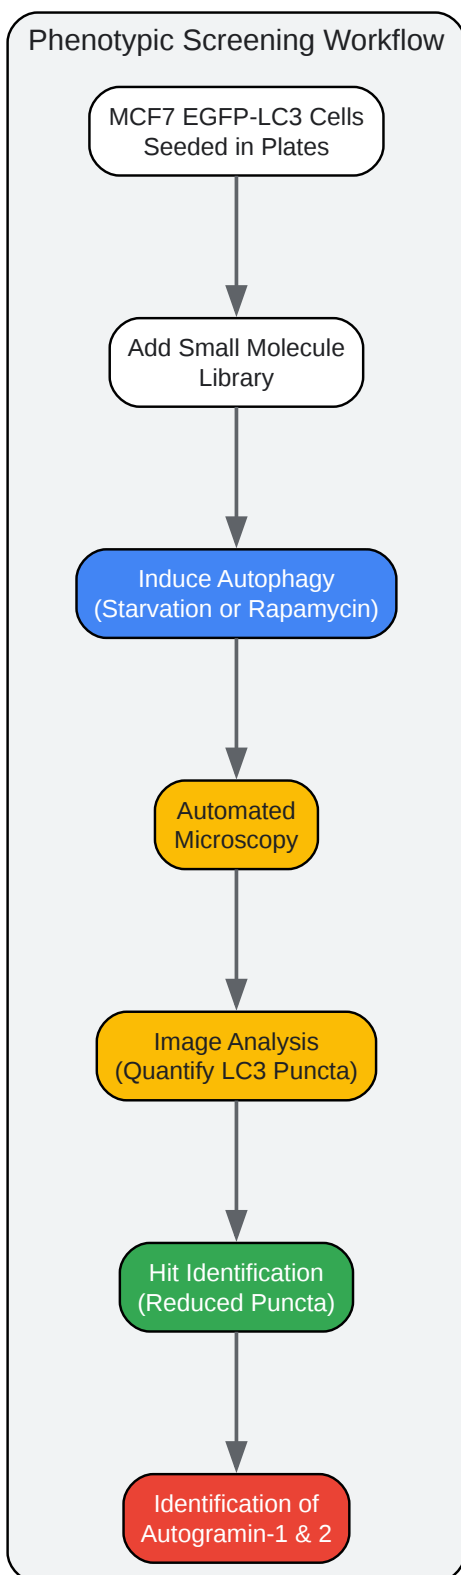 Phenotypic Screening Workflow
MCF7 EGFP-LC3 Cells
Seeded in Plates
Add Small Molecule
Library
Induce Autophagy
(Starvation or Rapamycin)
Automated
Microscopy
Image Analysis
(Quantify LC3 Puncta)
Hit Identification
(Reduced Puncta)
Identification of
Autogramin-1 & 2